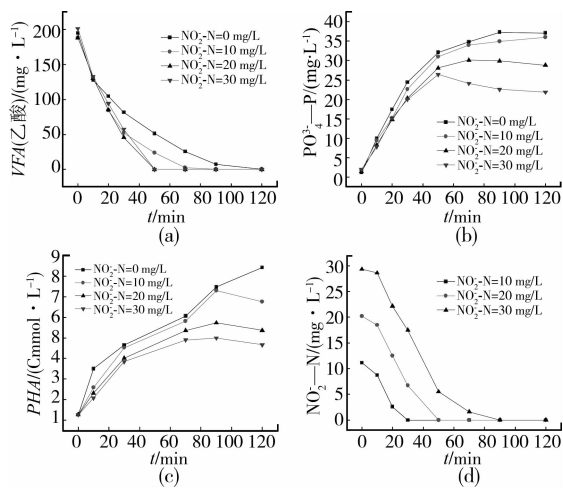 VFA(乙酸)/(mg·L⁻¹)
200
150
100
50
0
NO₂⁻-N=0 mg/L
NO₂⁻-N=10 mg/L
NO₂⁻-N=20 mg/L
NO₂⁻-N=30 mg/L
0 20 40 60 80 100 120
t/min
(a)
PO₄³⁻—P/(mg·L⁻¹)
40
35
30
25
20
15
10
5
0
NO₂⁻-N=0 mg/L
NO₂⁻-N=10 mg/L
NO₂⁻-N=20 mg/L
NO₂⁻-N=30 mg/L
0 20 40 60 80 100 120
t/min
(b)
PHA/(Cmmol·L⁻¹)
9
8
7
6
8
4
3
2
1
NO₂⁻-N=0 mg/L
NO₂⁻-N=10 mg/L
NO₂⁻-N=20 mg/L
NO₂⁻-N=30 mg/L
0 20 40 60 80 100 120
t/min
(c)
NO₂⁻—N/(mg·L⁻¹)
30
25
20
15
10
5
0
NO₂⁻-N=10 mg/L
NO₂⁻-N=20 mg/L
NO₂⁻-N=30 mg/L
0 20 40 60 80 100 120
t/min
(d)